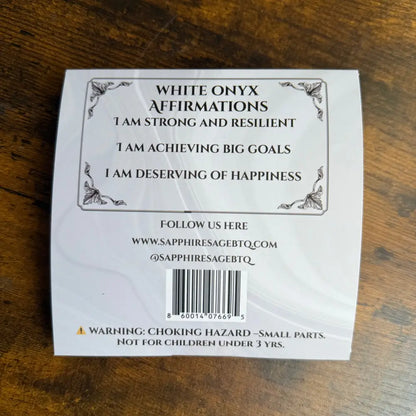 WHITE ONYX
AFFIRMATIONS
'I AM STRONG AND RESILIENT
'I AM ACHIEVING BIG GOALS
I AM DESERVING OF HAPPINESS
FOLLOW US HERE
WWW.SAPPHIRESAGEBTQ.COM
@SAPPHIRESAGEBTQ
8 60014 07669 5
⚠ WARNING: CHOKING HAZARD –SMALL PARTS.
NOT FOR CHILDREN UNDER 3 YRS.